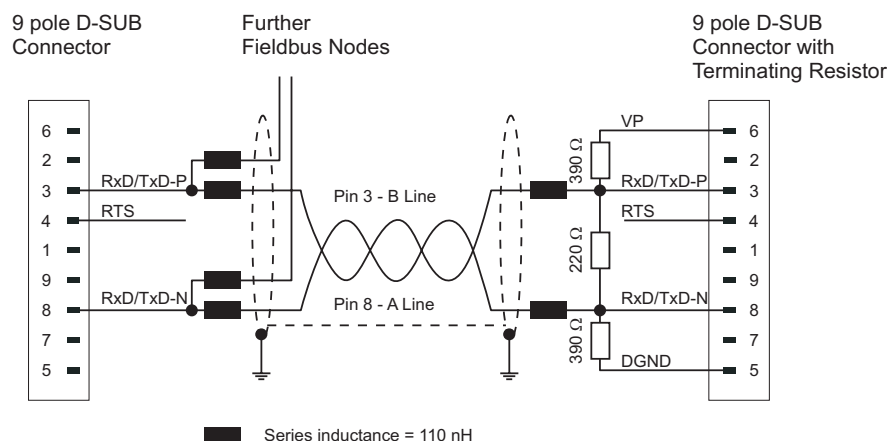 9 pole D-SUB
Connector
Further
Fieldbus Nodes
9 pole D-SUB
Connector with
Terminating Resistor
6
2
3
4
1
9
8
7
5
RxD/TxD-P
RTS
RxD/TxD-N
Pin 3 - B Line
Pin 8 - A Line
390 Ω
220 Ω
390 Ω
VP
RxD/TxD-P
RTS
RxD/TxD-N
DGND
6
2
3
4
1
9
8
7
5
Series inductance = 110 nH